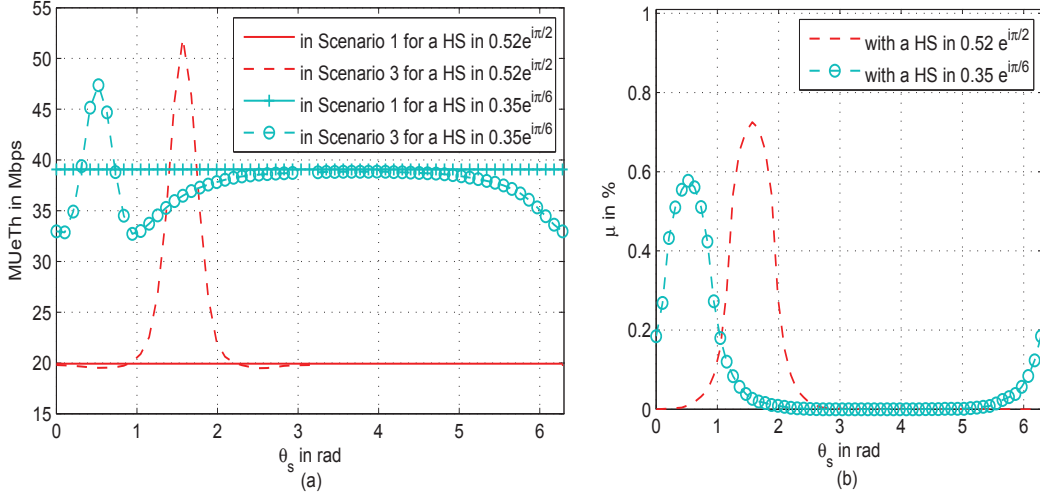 55
50
45
40
35
30
25
20
15
MUeTh in Mbps
in Scenario 1 for a HS in 0.52e^{iπ/2}
in Scenario 3 for a HS in 0.52e^{iπ/2}
in Scenario 1 for a HS in 0.35e^{iπ/6}
in Scenario 3 for a HS in 0.35e^{iπ/6}
0 1 2 3 4 5 6
θ_s in rad
(a)
1
0.8
0.6
0.4
0.2
0
μ in %
with a HS in 0.52 e^{iπ/2}
with a HS in 0.35 e^{iπ/6}
0 1 2 3 4 5 6
θ_s in rad
(b)